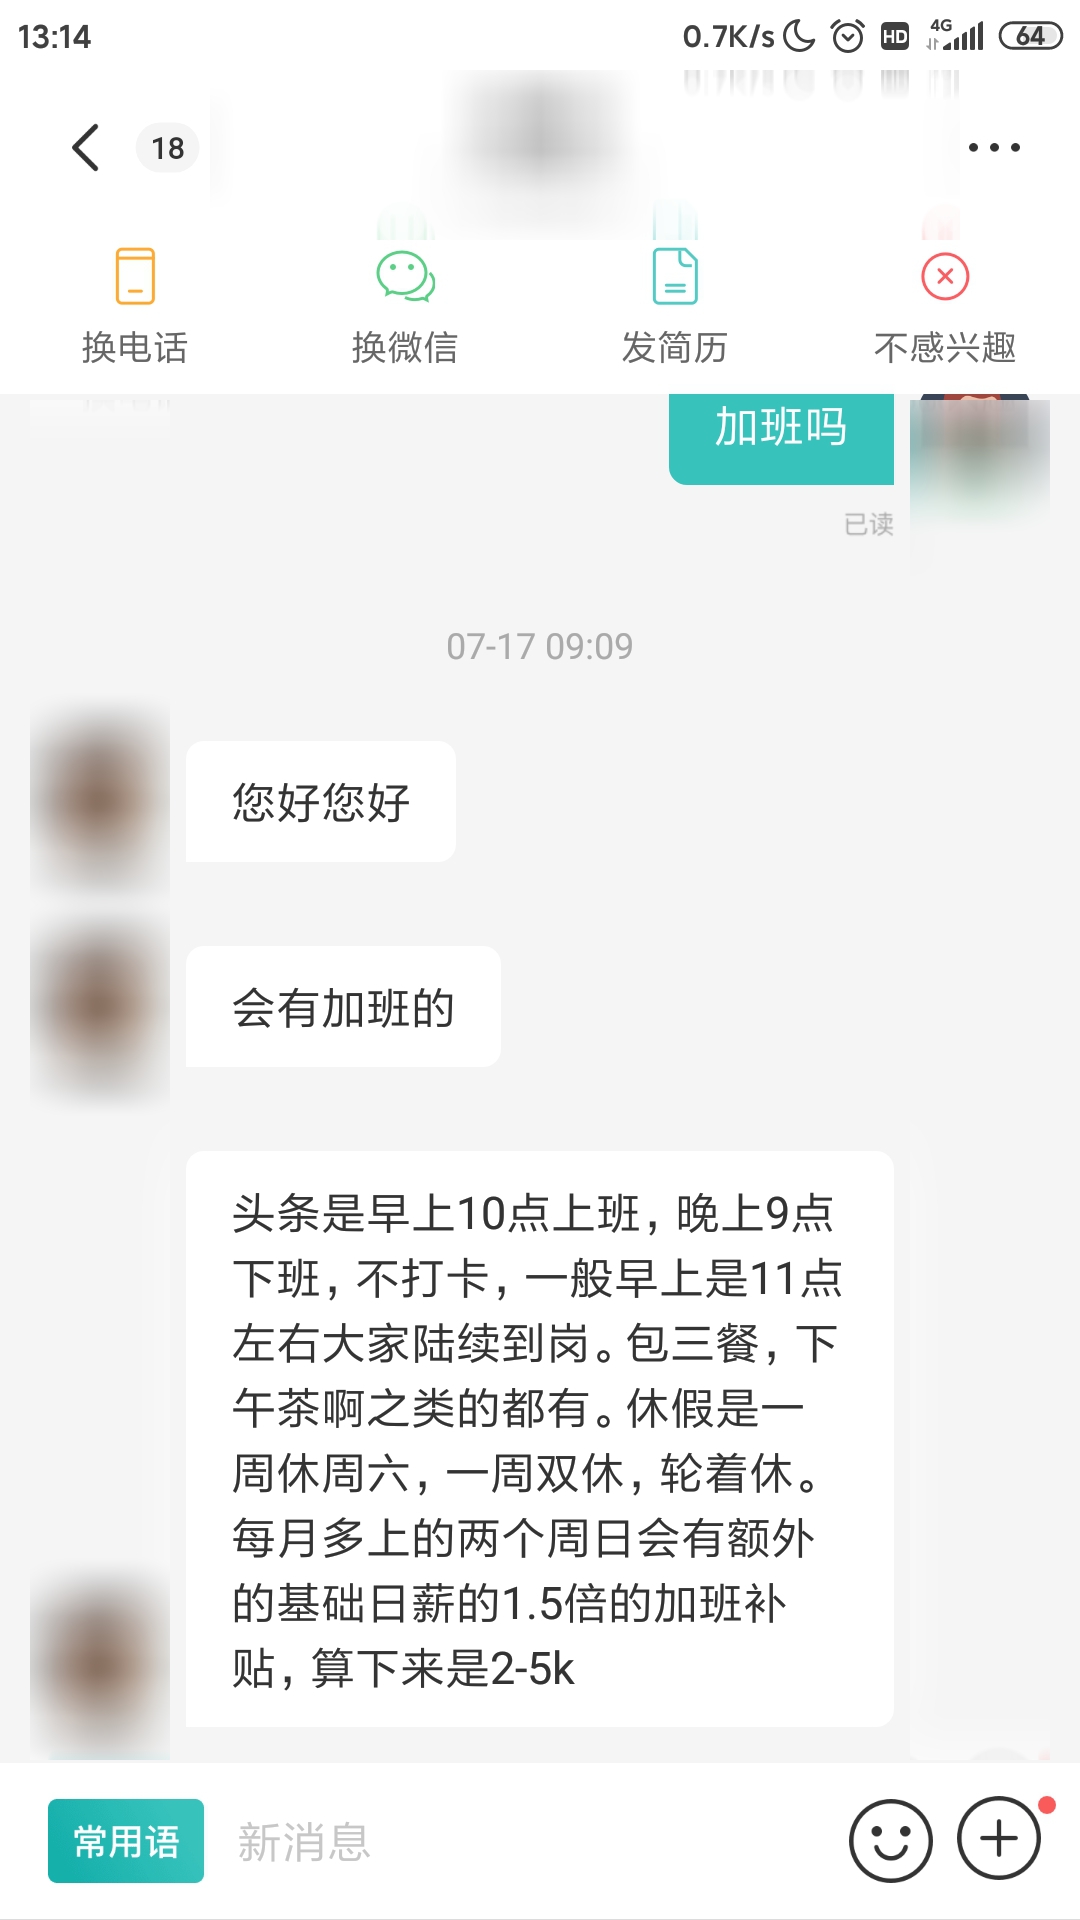 13:14
0.7K/s
HD
4G
64
18
换电话
换微信
发简历
不感兴趣
加班吗
已读
07-17 09:09
您好您好
会有加班的
头条是早上10点上班，晚上9点
下班，不打卡，一般早上是11点
左右大家陆续到岗。包三餐，下
午茶啊之类的都有。休假是一
周休周六，一周双休，轮着休。
每月多上的两个周日会有额外
的基础日薪的1.5倍的加班补
贴，算下来是2-5k
常用语
新消息